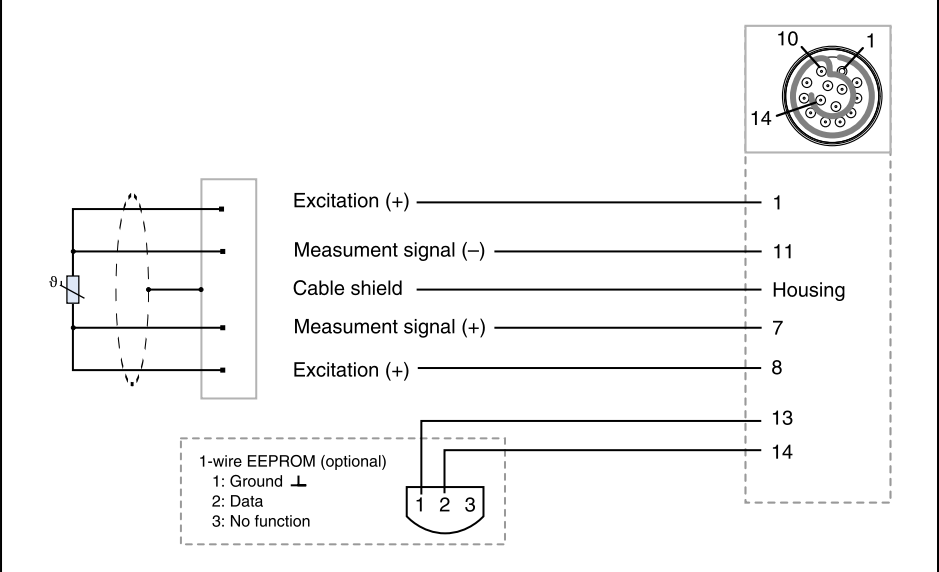 10
1
14
Excitation (+)
1
Measument signal (–)
11
ϑ
Cable shield
Housing
Measument signal (+)
7
Excitation (+)
8
13
14
1-wire EEPROM (optional)
1: Ground ⊥
2: Data
3: No function
1 2 3